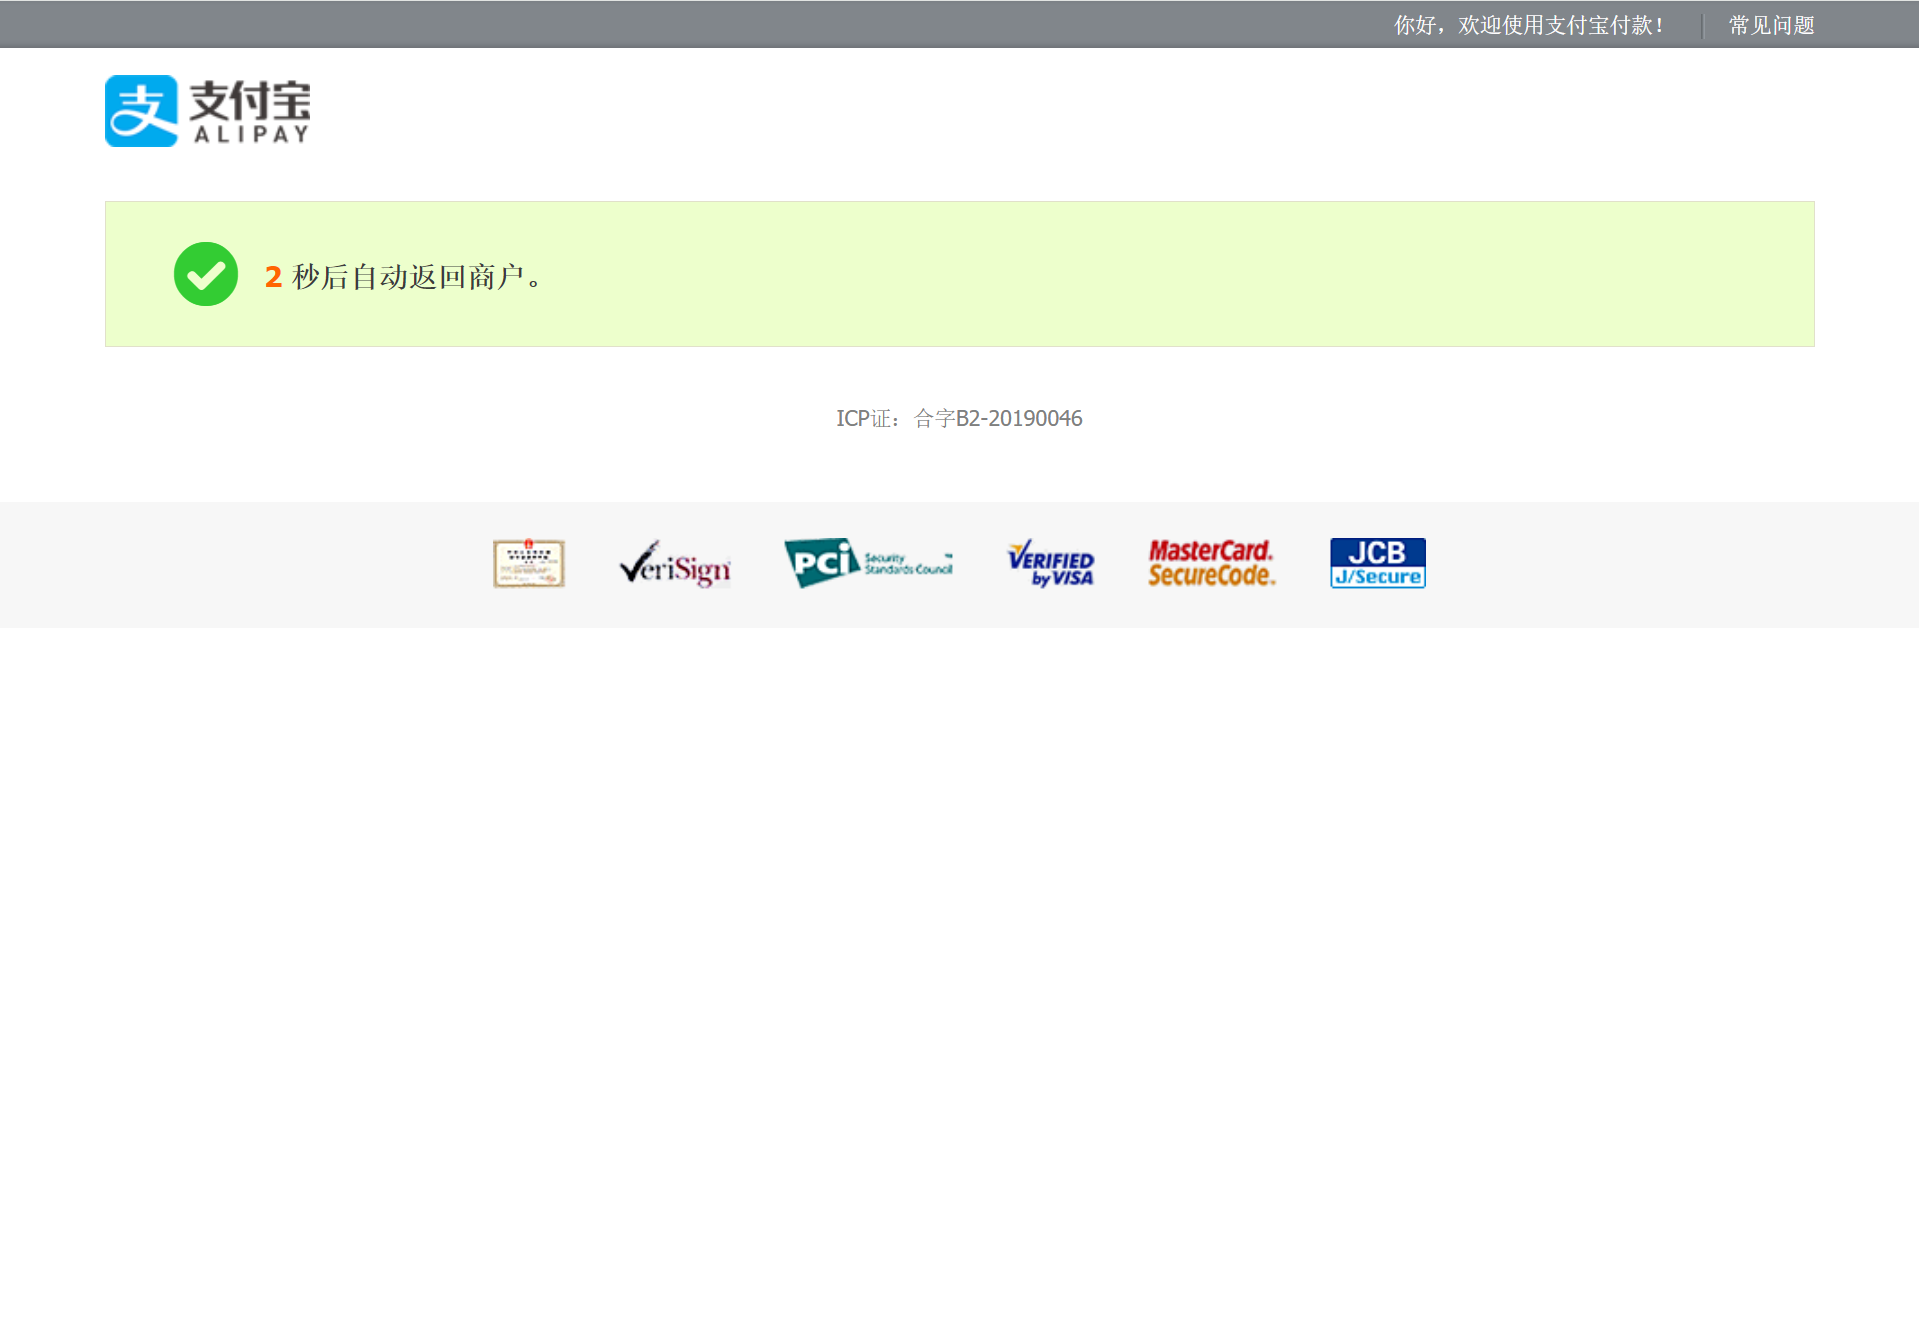 你好，欢迎使用支付宝付款！ 常见问题
支 支付宝
ALIPAY
2 秒后自动返回商户。
ICP证：合字B2-20190046
VeriSign
PCI Security Standards Council ™
VERIFIED by VISA
MasterCard. SecureCode.
JCB J/Secure